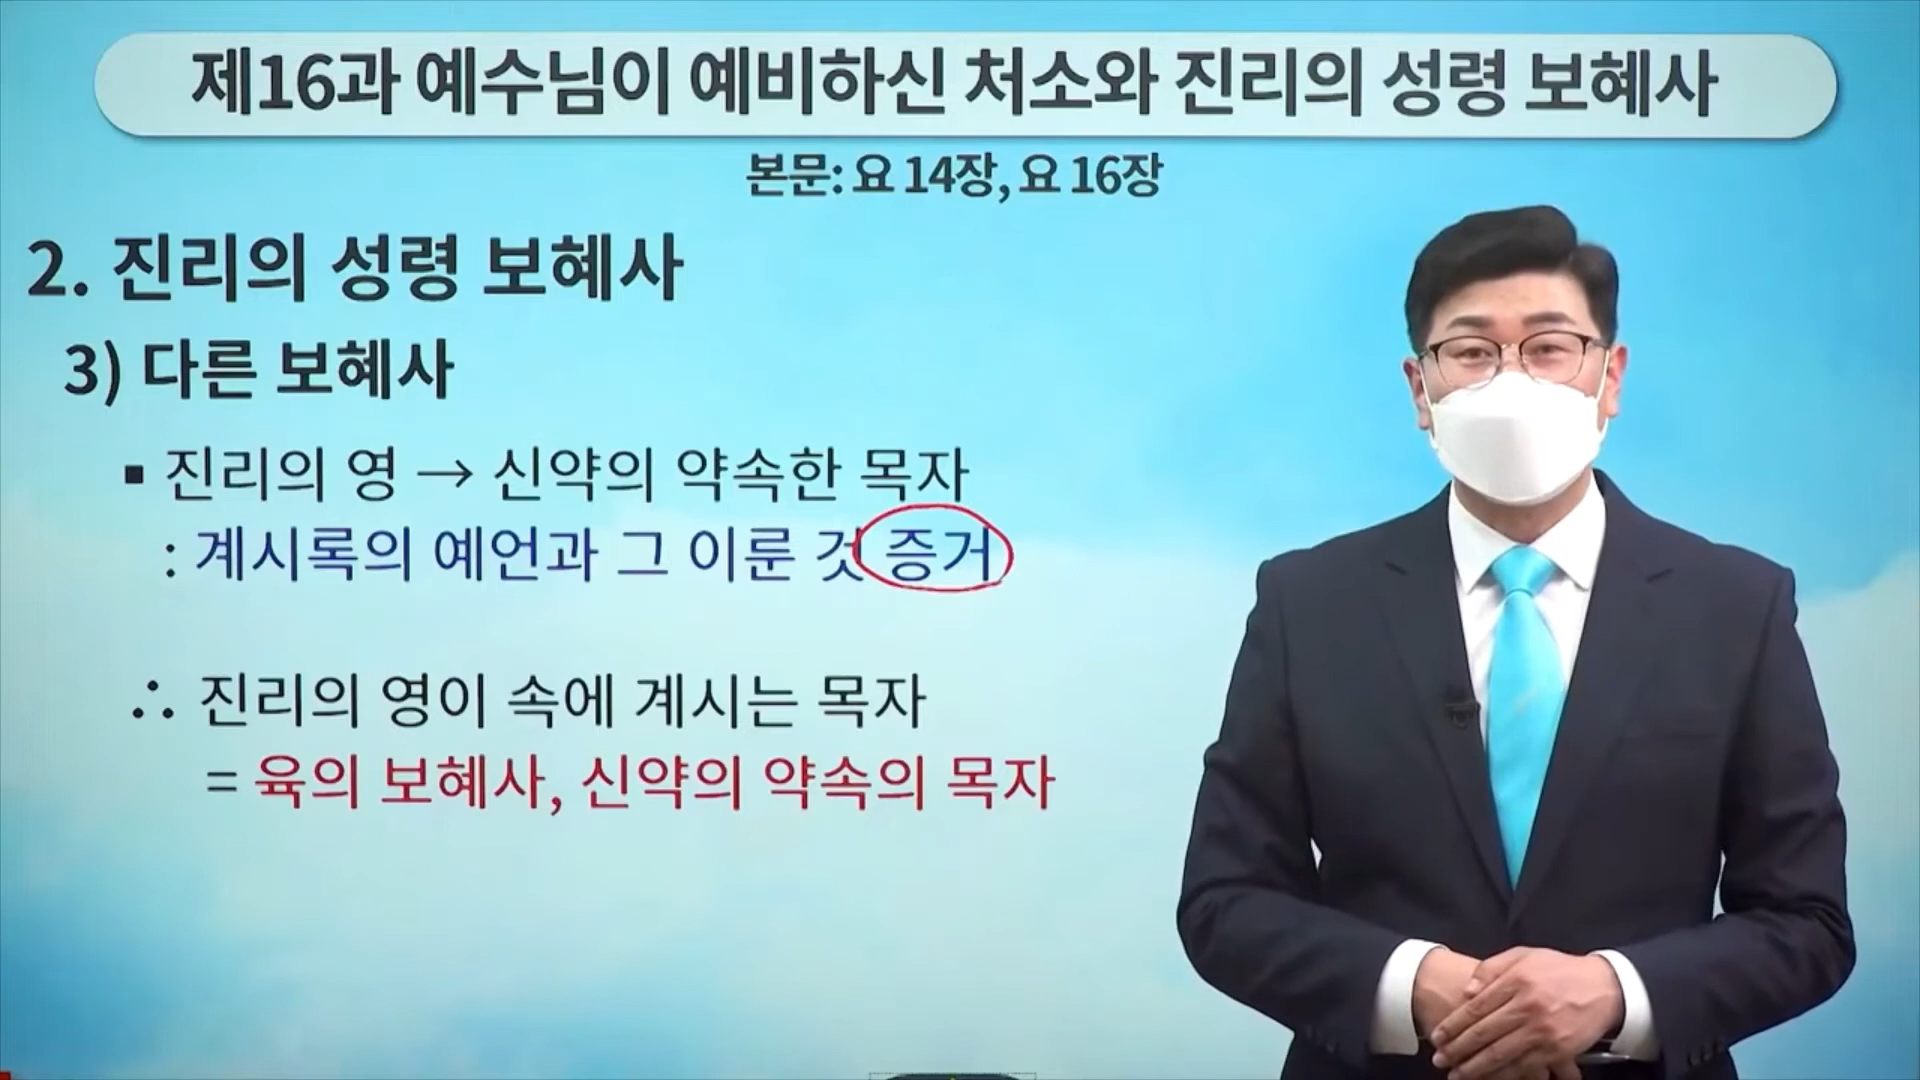 제16과 예수님이 예비하신 처소와 진리의 성령 보혜사
본문: 요 14장, 요 16장
2. 진리의 성령 보혜사
3) 다른 보혜사
▪ 진리의 영 → 신약의 약속한 목자
: 계시록의 예언과 그 이룬 것 증거
∴ 진리의 영이 속에 계시는 목자
= 육의 보혜사, 신약의 약속의 목자